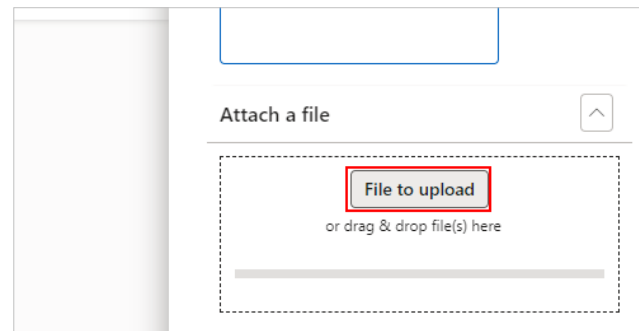 Attach a file
File to upload
or drag & drop file(s) here